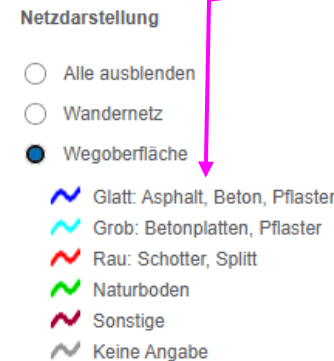 Netzdarstellung
Alle ausblenden
Wandernetz
Wegoberfläche
Glatt: Asphalt, Beton, Pflaster
Grob: Betonplatten, Pflaster
Rau: Schotter, Splitt
Naturboden
Sonstige
Keine Angabe